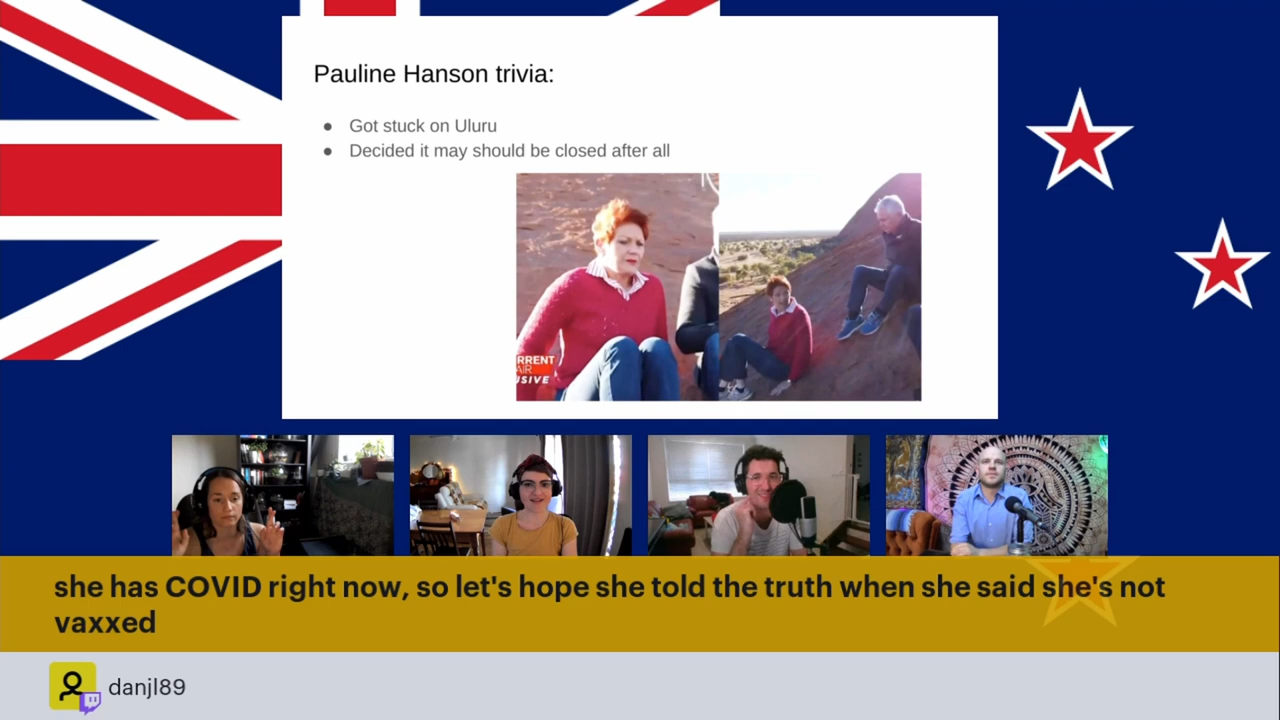 Pauline Hanson trivia:
● Got stuck on Uluru
● Decided it may should be closed after all
RRENT
AIR
USIVE
she has COVID right now, so let's hope she told the truth when she said she's not
vaxxed
danjl89